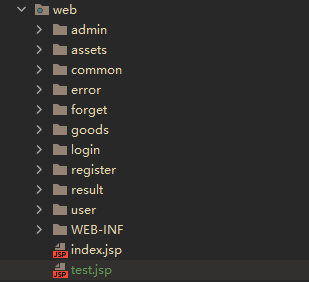 web
admin
assets
common
error
forget
goods
login
register
result
user
WEB-INF
JSP index.jsp
JSP test.jsp